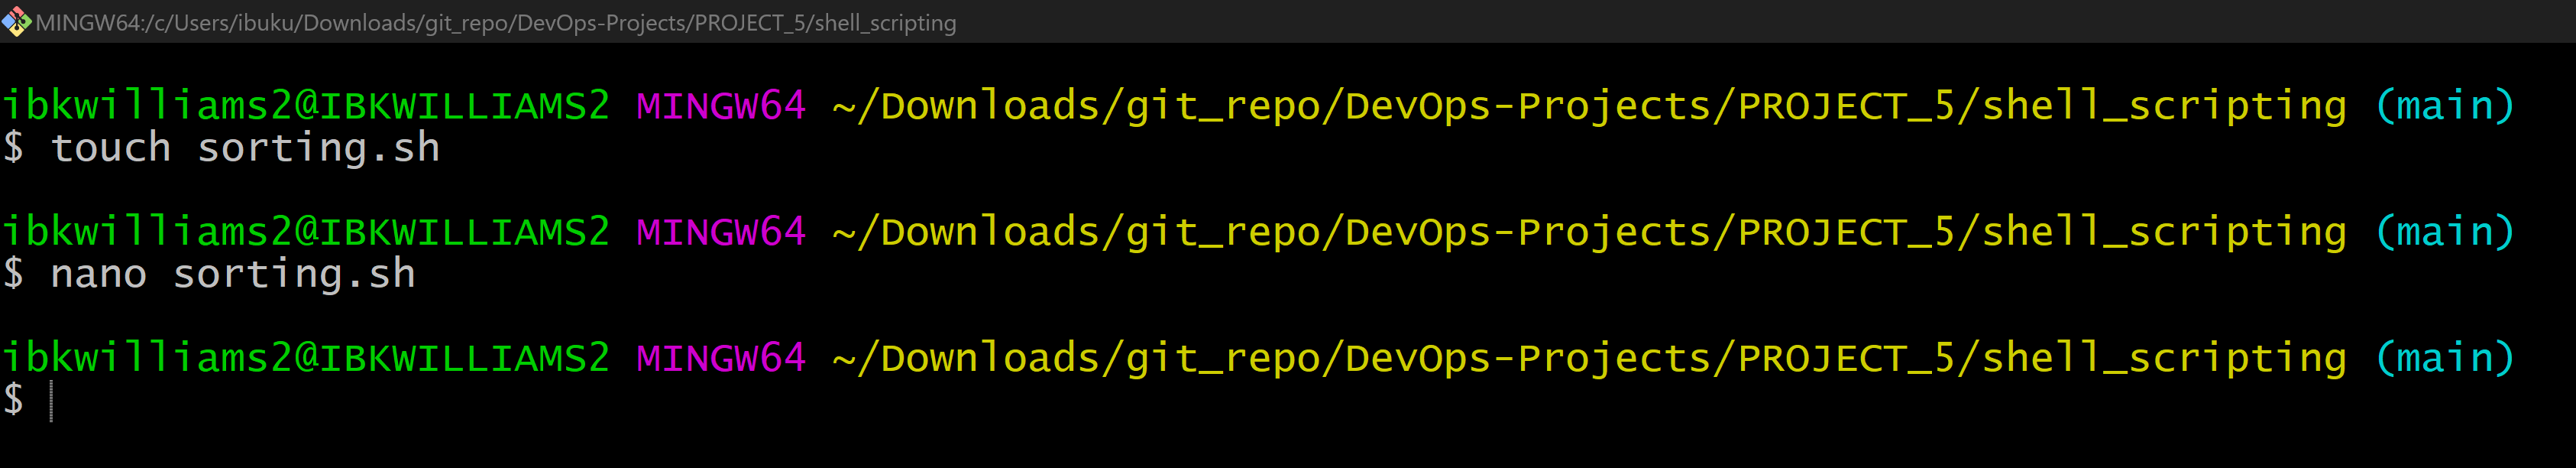 MINGW64:/c/Users/ibuku/Downloads/git_repo/DevOps-Projects/PROJECT_5/shell_scripting
ibkwilliams2@IBKWILLIAMS2 MINGW64 ~/Downloads/git_repo/DevOps-Projects/PROJECT_5/shell_scripting (main)
$ touch sorting.sh
ibkwilliams2@IBKWILLIAMS2 MINGW64 ~/Downloads/git_repo/DevOps-Projects/PROJECT_5/shell_scripting (main)
$ nano sorting.sh
ibkwilliams2@IBKWILLIAMS2 MINGW64 ~/Downloads/git_repo/DevOps-Projects/PROJECT_5/shell_scripting (main)
$